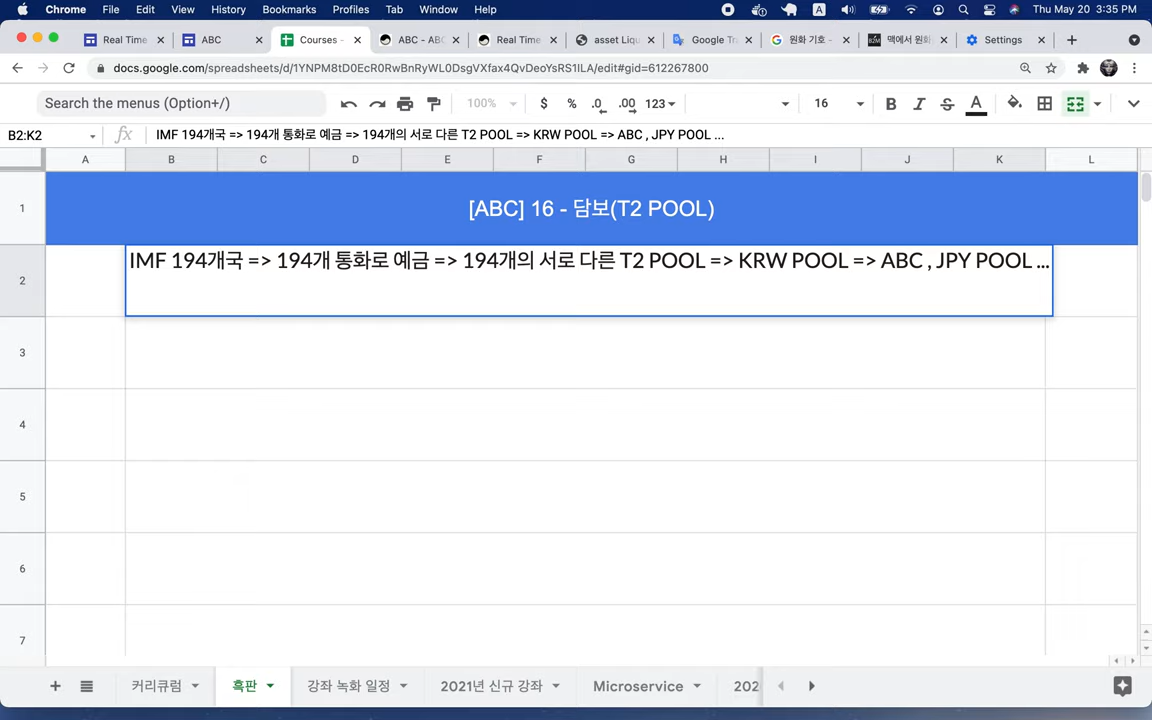 Chrome File Edit View History Bookmarks Profiles Tab Window Help A Thu May 20 3:35 PM
Real Time ABC Courses - ABC - ABC Real Time asset Liqu Google Tra 원화 기호 - 맥에서 원화 Settings
docs.google.com/spreadsheets/d/1YNPM8tD0EcR0RwBnRyWL0DsgVXfax4QvDeoYsRS1ILA/edit#gid=612267800
Search the menus (Option+/) 100% $ % .0 .00 123 16 B I S A
B2:K2 fx IMF 194개국 => 194개 통화로 예금 => 194개의 서로 다른 T2 POOL => KRW POOL => ABC , JPY POOL ...
A B C D E F G H I J K L
1 [ABC] 16 - 담보(T2 POOL)
2 IMF 194개국 => 194개 통화로 예금 => 194개의 서로 다른 T2 POOL => KRW POOL => ABC , JPY POOL ...
3
4
5
6
7
커리큘럼 흑판 강좌 녹화 일정 2021년 신규 강좌 Microservice 202